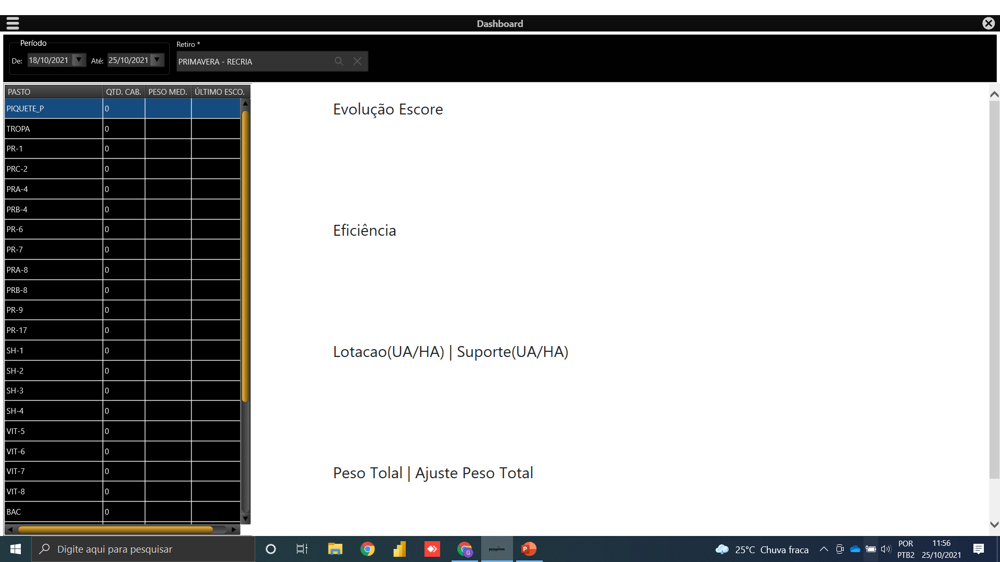 Dashboard
Período
De: 18/10/2021 Até: 25/10/2021
Retiro *
PRIMAVERA - RECRIA
PASTO QTD. CAB. PESO MED. ÚLTIMO ESCO.
PIQUETE_P 0
TROPA 0
PR-1 0
PRC-2 0
PRA-4 0
PRB-4 0
PR-6 0
PR-7 0
PRA-8 0
PRB-8 0
PR-9 0
PR-17 0
SH-1 0
SH-2 0
SH-3 0
SH-4 0
VIT-5 0
VIT-6 0
VIT-7 0
VIT-8 0
BAC 0
Evolução Escore
Eficiência
Lotacao(UA/HA) | Suporte(UA/HA)
Peso Tolal | Ajuste Peso Total
Digite aqui para pesquisar
G
P
25°C Chuva fraca
POR
PTB2
11:56
25/10/2021